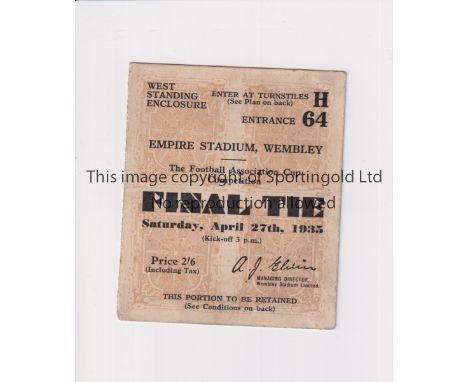 WEST
STANDING
ENCLOSURE
ENTER AT TURNSTILES H
(See Plan on back)
ENTRANCE 64
EMPIRE STADIUM, WEMBLEY
The Football Association Cup
Competition
This image copyright © Sportingold Ltd
No reproduction allowed
FINAL TIE
Saturday, April 27th, 1935
(Kick-off 3 p.m.)
Price 2/6
(Including Tax)
A. J. Elvin
MANAGING DIRECTOR,
Wembley Stadium Limited.
THIS PORTION TO BE RETAINED
(See Conditions on back)